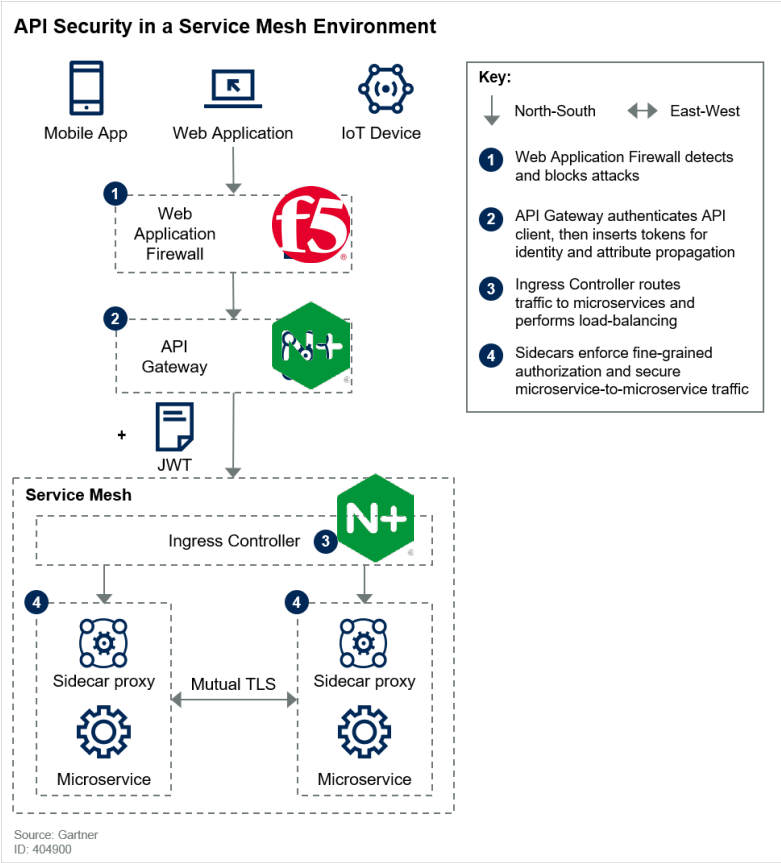 API Security in a Service Mesh Environment
Mobile App
Web Application
IoT Device
Key:
North-South
East-West
1
Web Application Firewall detects
and blocks attacks
2
API Gateway authenticates API
client, then inserts tokens for
identity and attribute propagation
3
Ingress Controller routes
traffic to microservices and
performs load-balancing
4
Sidecars enforce fine-grained
authorization and secure
microservice-to-microservice traffic
1
Web
Application
Firewall
f5
®
2
API
Gateway
N+
®
+
JWT
Service Mesh
N+
®
Ingress Controller
3
4
Sidecar proxy
Microservice
Mutual TLS
4
Sidecar proxy
Microservice
Source: Gartner
ID: 404900